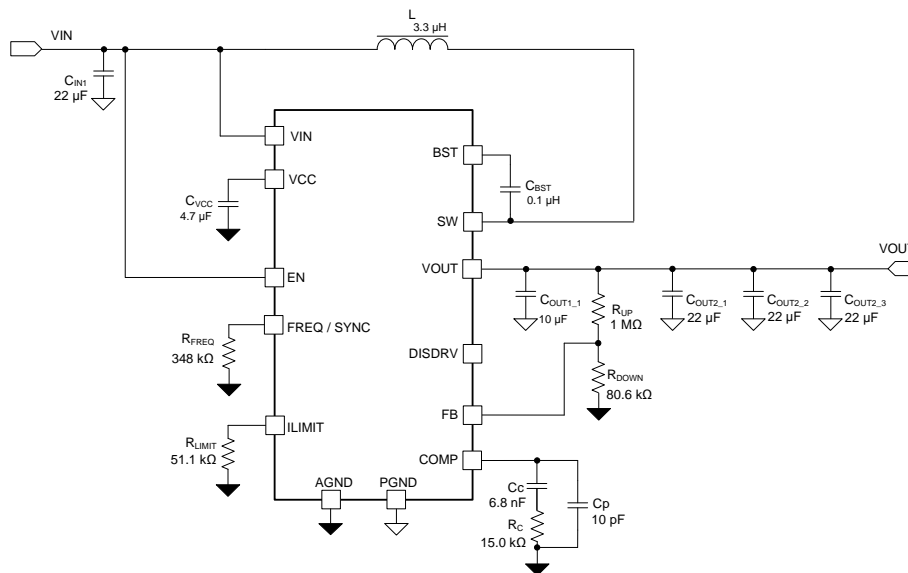 L
3.3 µH
VIN
CIN1
22 µF
VIN
BST
VCC
CVCC
4.7 µF
CBST
0.1 µH
SW
VOUT
VOUT
EN
COUT1_1
10 µF
RUP
1 MΩ
COUT2_1
22 µF
COUT2_2
22 µF
COUT2_3
22 µF
FREQ / SYNC
RFREQ
348 kΩ
DISDRV
RDOWN
80.6 kΩ
FB
ILIMIT
RLIMIT
51.1 kΩ
COMP
AGND
PGND
Cc
6.8 nF
Cp
10 pF
RC
15.0 kΩ